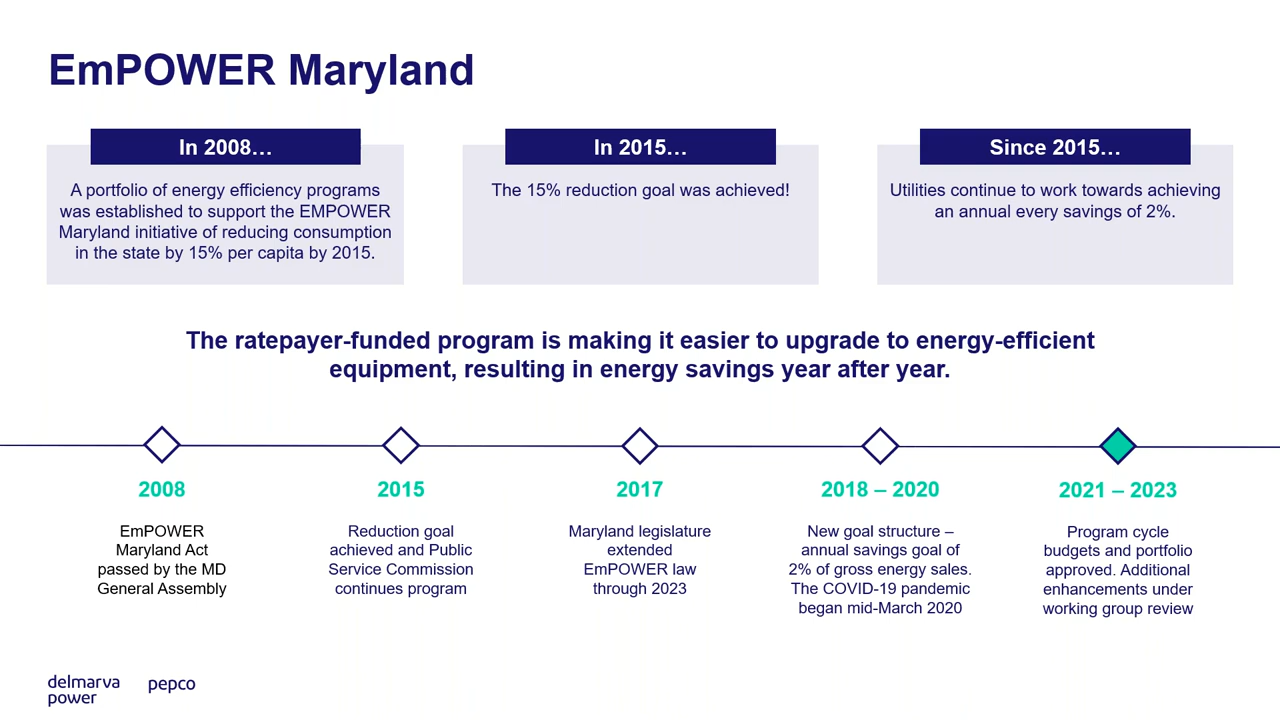 EmPOWER Maryland
In 2008…
A portfolio of energy efficiency programs
was established to support the EMPOWER
Maryland initiative of reducing consumption
in the state by 15% per capita by 2015.
In 2015…
The 15% reduction goal was achieved!
Since 2015…
Utilities continue to work towards achieving
an annual every savings of 2%.
The ratepayer-funded program is making it easier to upgrade to energy-efficient
equipment, resulting in energy savings year after year.
2008
EmPOWER
Maryland Act
passed by the MD
General Assembly
2015
Reduction goal
achieved and Public
Service Commission
continues program
2017
Maryland legislature
extended
EmPOWER law
through 2023
2018 – 2020
New goal structure –
annual savings goal of
2% of gross energy sales.
The COVID-19 pandemic
began mid-March 2020
2021 – 2023
Program cycle
budgets and portfolio
approved. Additional
enhancements under
working group review
delmarva
power
pepco